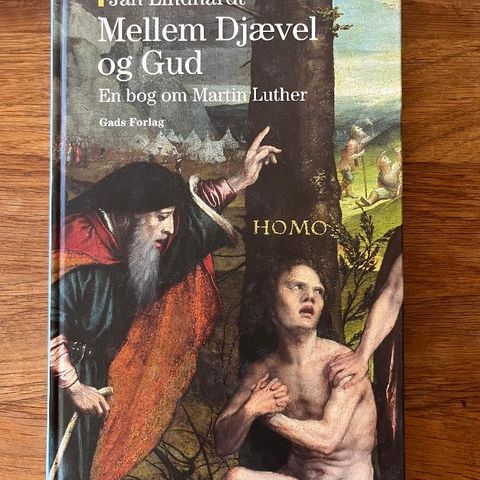 Jan Lindhardt
Mellem Djævel
og Gud
En bog om Martin Luther
Gads Forlag
HOMO